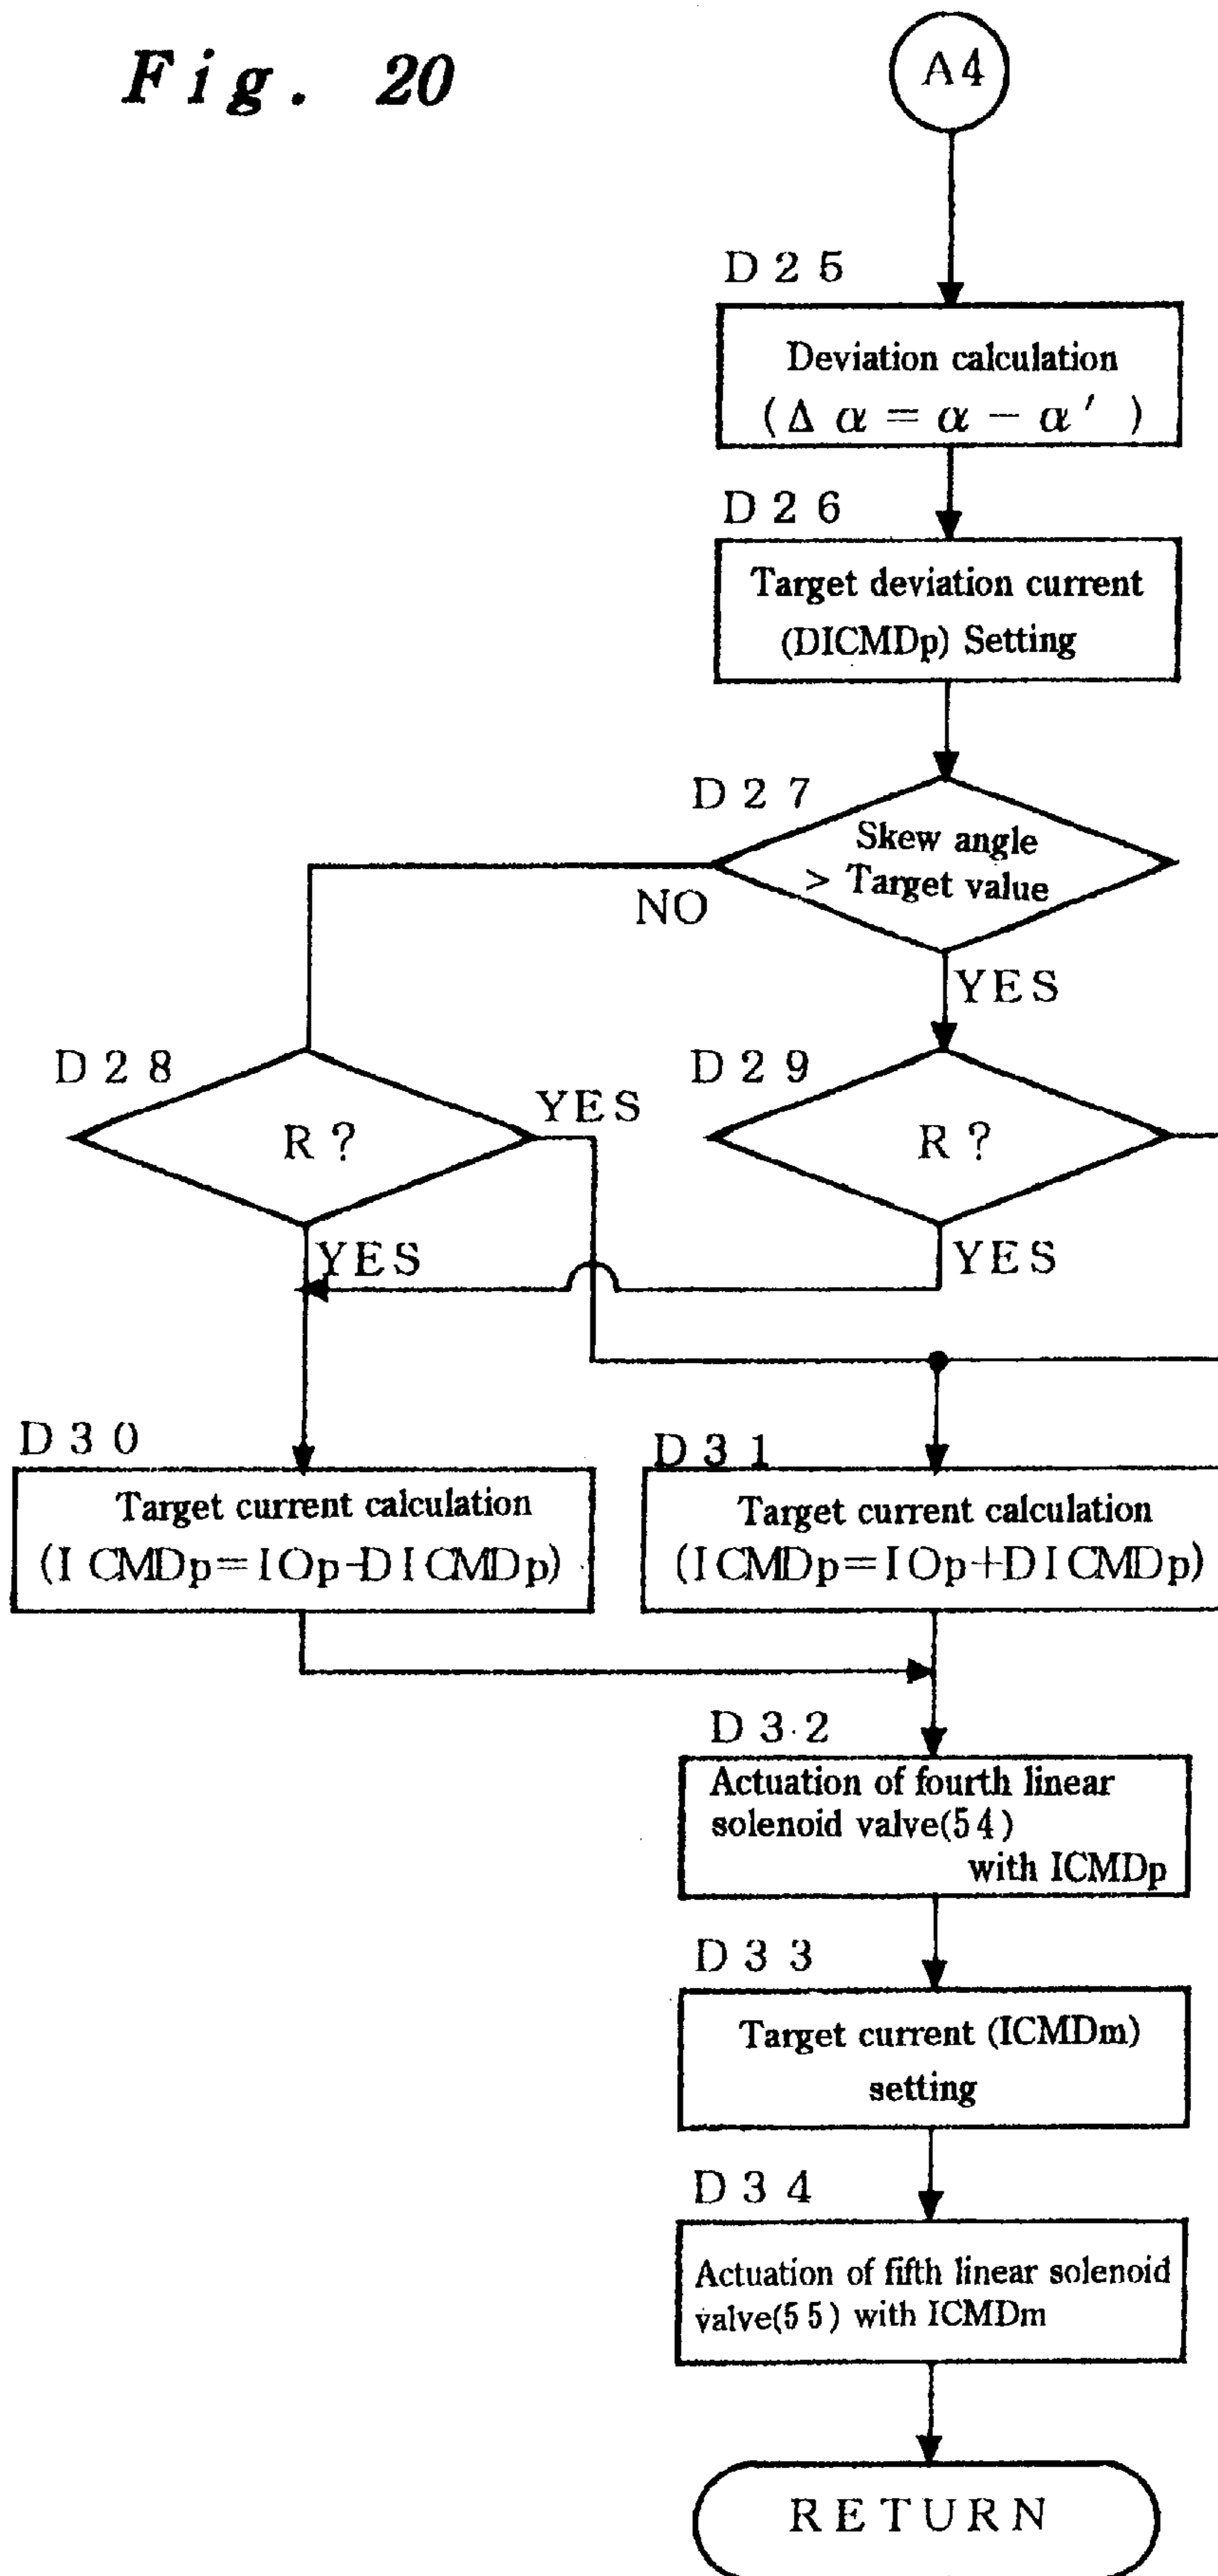 Fig. 20
A4
D25
Deviation calculation
(Δα=α-α')
D26
Target deviation current
(DICMDp) Setting
D27
Skew angle
> Target value
NO
YES
D28
R?
YES
YES
D29
R?
YES
D30
Target current calculation
(ICMDp=IOp-DICMDp)
D31
Target current calculation
(ICMDp=IOp+DICMDp)
D32
Actuation of fourth linear
solenoid valve(54)
with ICMDp
D33
Target current (ICMDm)
setting
D34
Actuation of fifth linear solenoid
valve(55) with ICMDm
RETURN